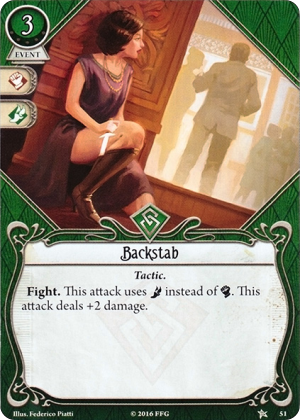 3
EVENT
Backstab
Tactic.
Fight. This attack uses instead of . This
attack deals +2 damage.
Illus. Federico Piatti
© 2016 FFG
51